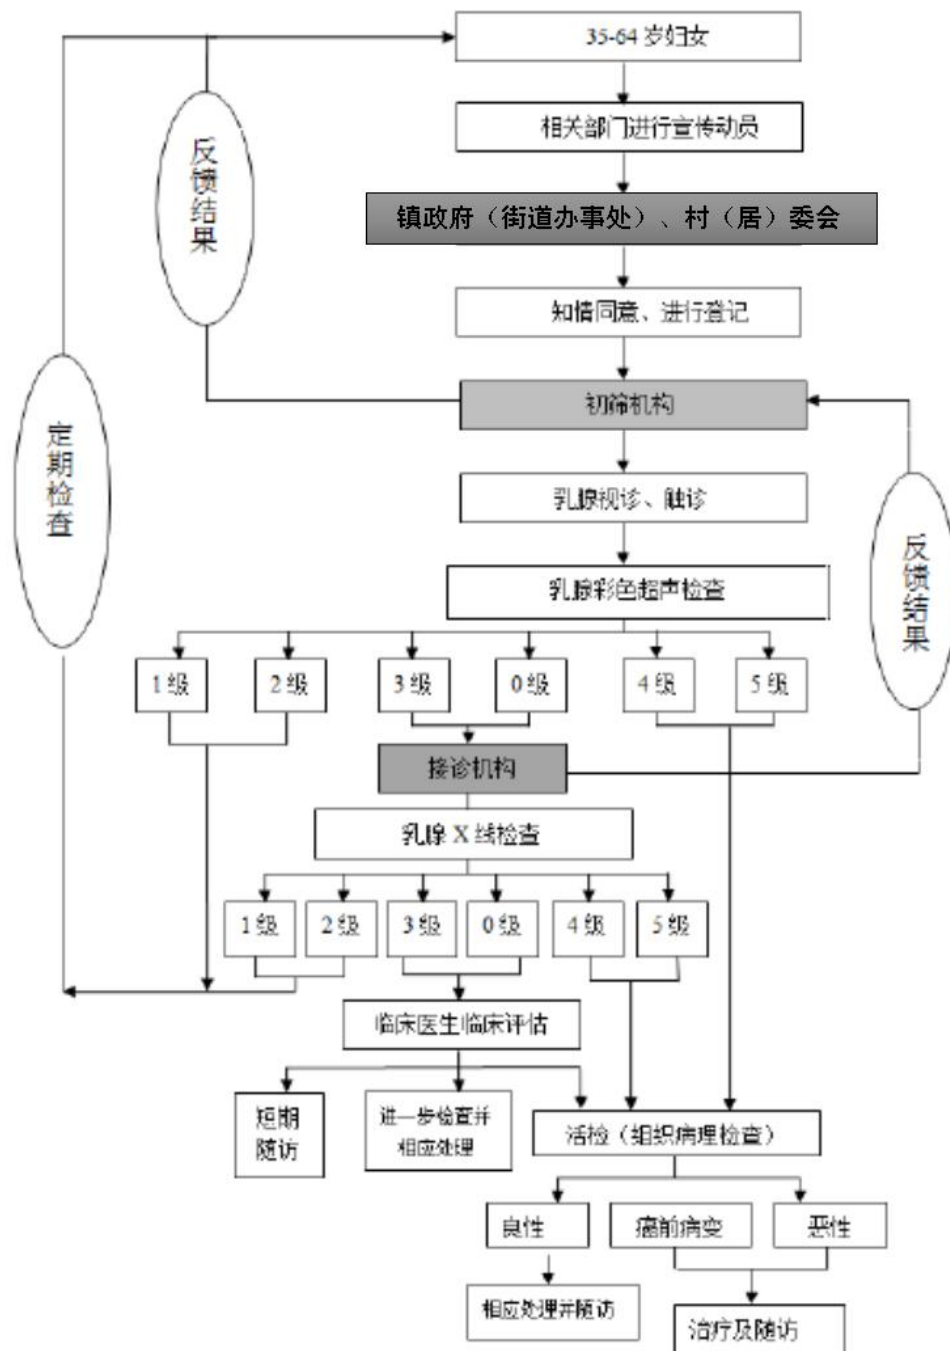 35-64 岁妇女
相关部门进行宣传动员
反馈结果
镇政府（街道办事处）、村（居）委会
知情同意、进行登记
初筛机构
定期检查
乳腺视诊、触诊
反馈结果
乳腺彩色超声检查
1 级
2 级
3 级
0 级
4 级
5 级
接诊机构
乳腺 X 线检查
1 级
2 级
3 级
0 级
4 级
5 级
临床医生临床评估
短期
随访
进一步检查并
相应处理
活检（组织病理检查）
良性
癌前病变
恶性
相应处理并随访
治疗及随访